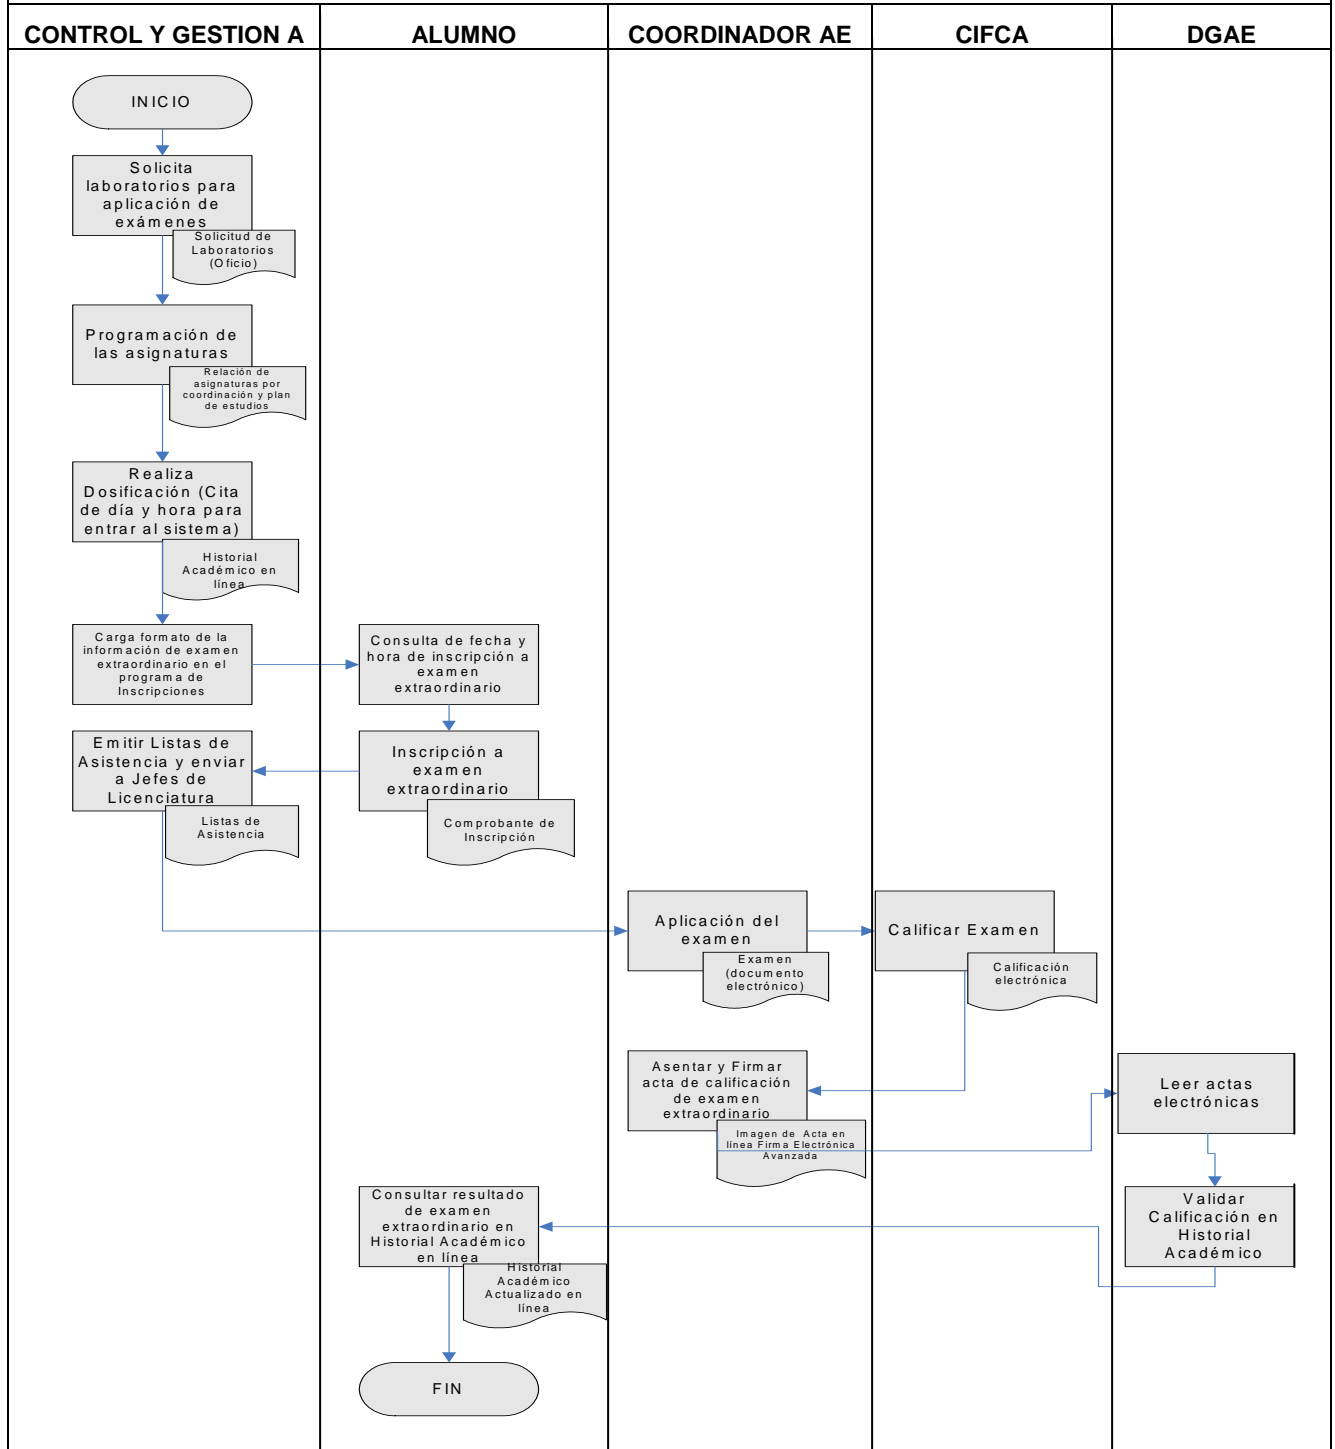 CONTROL Y GESTION A
ALUMNO
COORDINADOR AE
CIFCA
DGAE
INICIO
Solicita
laboratorios para
aplicación de
exámenes
Solicitud de
Laboratorios
(Oficio)
Programación de
las asignaturas
Relación de
asignaturas por
coordinación y plan
de estudios
Realiza
Dosificación (Cita
de día y hora para
entrar al sistema)
Historial
Académico en
línea
Carga formato de la
información de examen
extraordinario en el
programa de
Inscripciones
Consulta de fecha y
hora de inscripción a
examen
extraordinario
Emitir Listas de
Asistencia y enviar
a Jefes de
Licenciatura
Listas de
Asistencia
Inscripción a
examen
extraordinario
Comprobante de
Inscripción
Aplicación del
examen
Examen
(documento
electrónico)
Calificar Examen
Calificación
electrónica
Asentar y Firmar
acta de calificación
de examen
extraordinario
Imagen de Acta en
línea Firma Electrónica
Avanzada
Leer actas
electrónicas
Validar
Calificación en
Historial
Académico
Consultar resultado
de examen
extraordinario en
Historial Académico
en línea
Historial
Académico
Actualizado en
línea
FIN